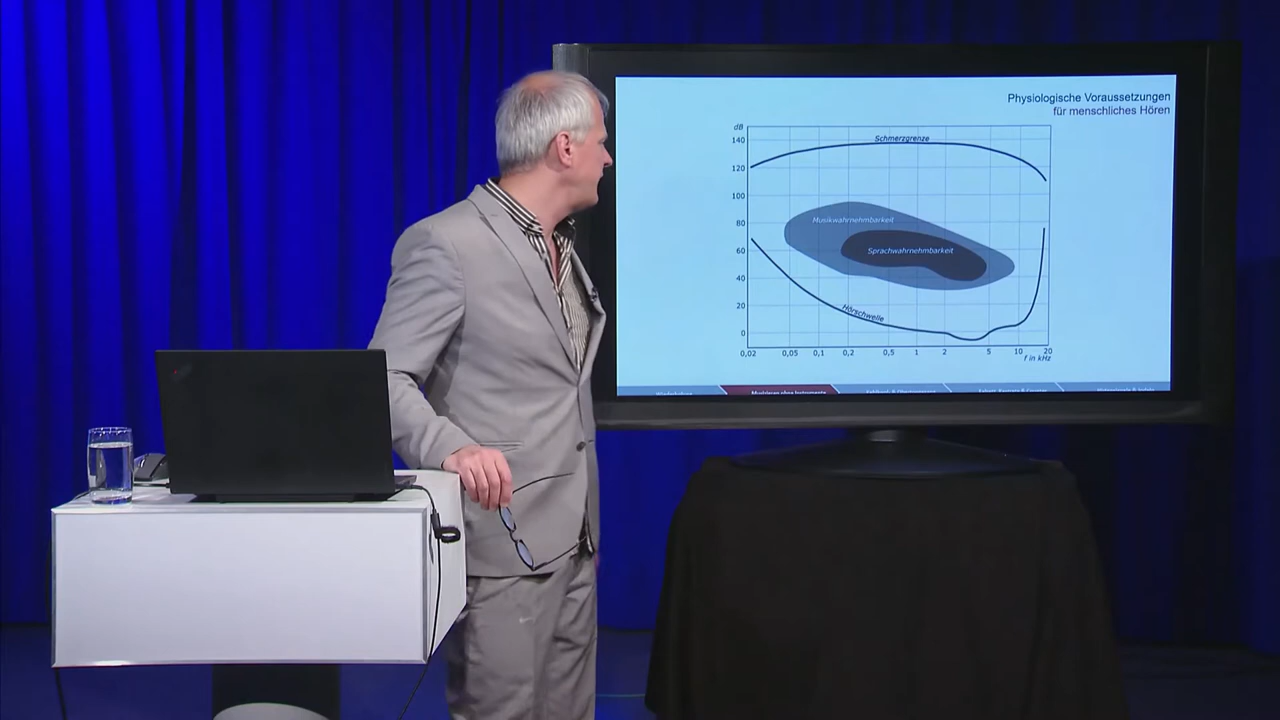 Physiologische Voraussetzungen
für menschliches Hören
dB
140
Schmerzgrenze
120
100
80
Musikwahrnehmbarkeit
60
Sprachwahrnehmbarkeit
40
20
Hörschwelle
0
0,02 0,05 0,1 0,2 0,5 1 2 5 10 20
f in kHz
Musizieren ohne Instrumente